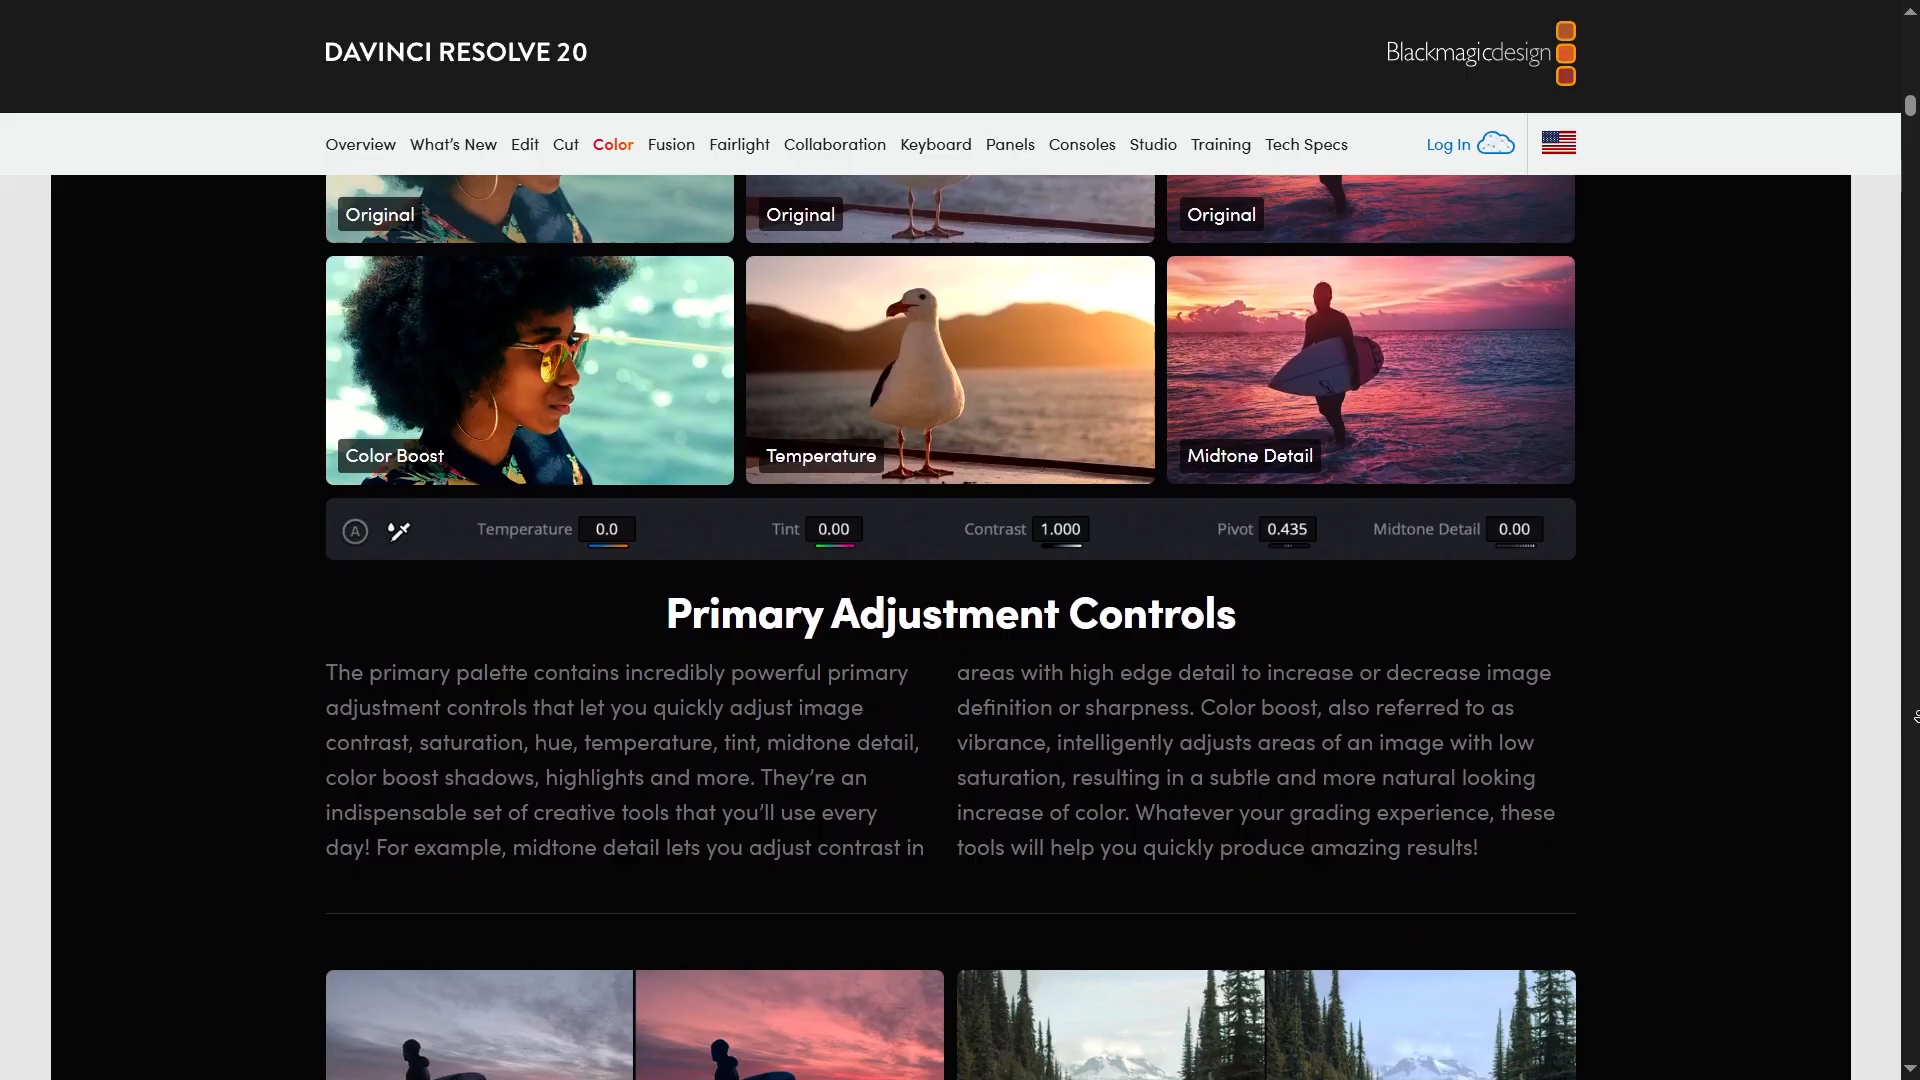 DAVINCI RESOLVE 20
Blackmagicdesign
Overview What's New Edit Cut Color Fusion Fairlight Collaboration Keyboard Panels Consoles Studio Training Tech Specs Log In
Original Original Original
Color Boost Temperature Midtone Detail
A Temperature 0.0 Tint 0.00 Contrast 1.000 Pivot 0.435 Midtone Detail 0.00
Primary Adjustment Controls
The primary palette contains incredibly powerful primary
adjustment controls that let you quickly adjust image
contrast, saturation, hue, temperature, tint, midtone detail,
color boost shadows, highlights and more. They’re an
indispensable set of creative tools that you’ll use every
day! For example, midtone detail lets you adjust contrast in
areas with high edge detail to increase or decrease image
definition or sharpness. Color boost, also referred to as
vibrance, intelligently adjusts areas of an image with low
saturation, resulting in a subtle and more natural looking
increase of color. Whatever your grading experience, these
tools will help you quickly produce amazing results!